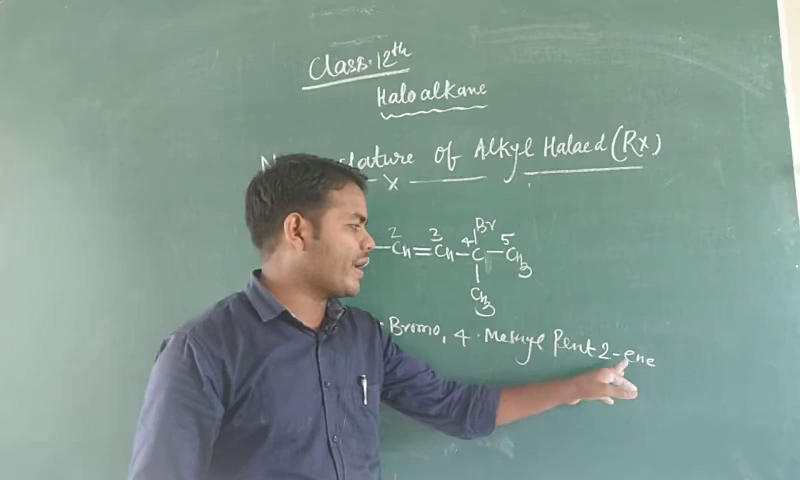 Class. 12th
Haloalkane
N lature of Alkyl Halaed (Rx)
x
Br
2 3 4 5
CH=CH-C-CH3
CH3
Bromo, 4. Methyl Pent 2-ene